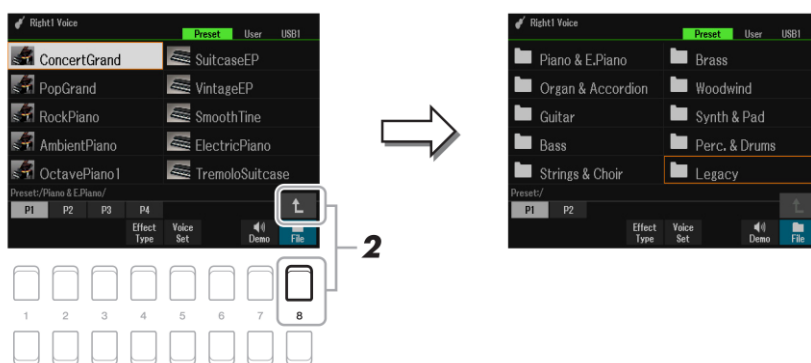 Right1 Voice
Preset User USB1
ConcertGrand SuitcaseEP
PopGrand VintageEP
RockPiano SmoothTine
AmbientPiano ElectricPiano
OctavePiano1 TremoloSuitcase
Preset:/Piano & E.Piano/
P1 P2 P3 P4
Effect Type Voice Set Demo File
2
1 2 3 4 5 6 7 8
Right1 Voice
Preset User USB1
Piano & E.Piano Brass
Organ & Accordion Woodwind
Guitar Synth & Pad
Bass Perc. & Drums
Strings & Choir Legacy
Preset:/
P1 P2
Effect Type Voice Set Demo File